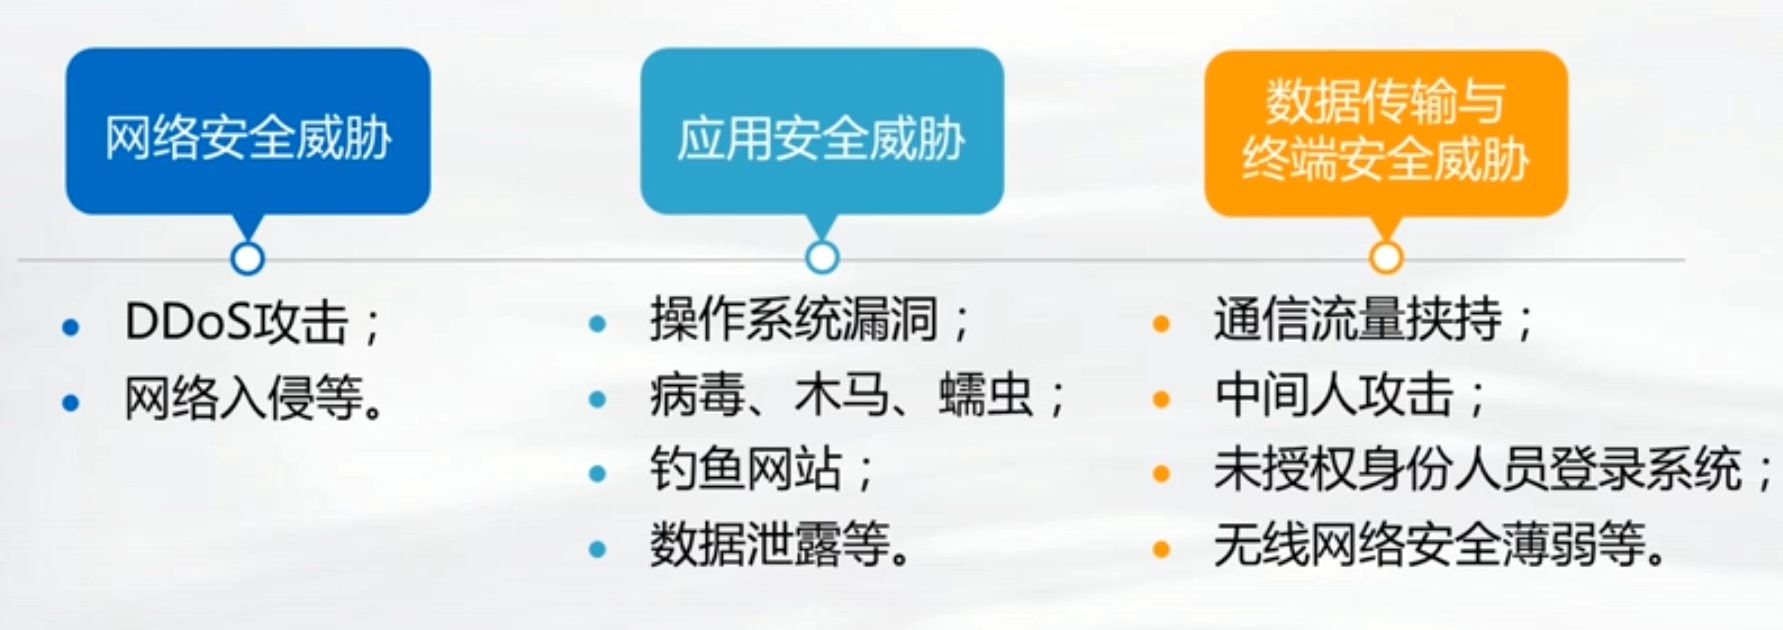 网络安全威胁
DDoS攻击；
网络入侵等。
应用安全威胁
操作系统漏洞；
病毒、木马、蠕虫；
钓鱼网站；
数据泄露等。
数据传输与
终端安全威胁
通信流量挟持；
中间人攻击；
未授权身份人员登录系统；
无线网络安全薄弱等。